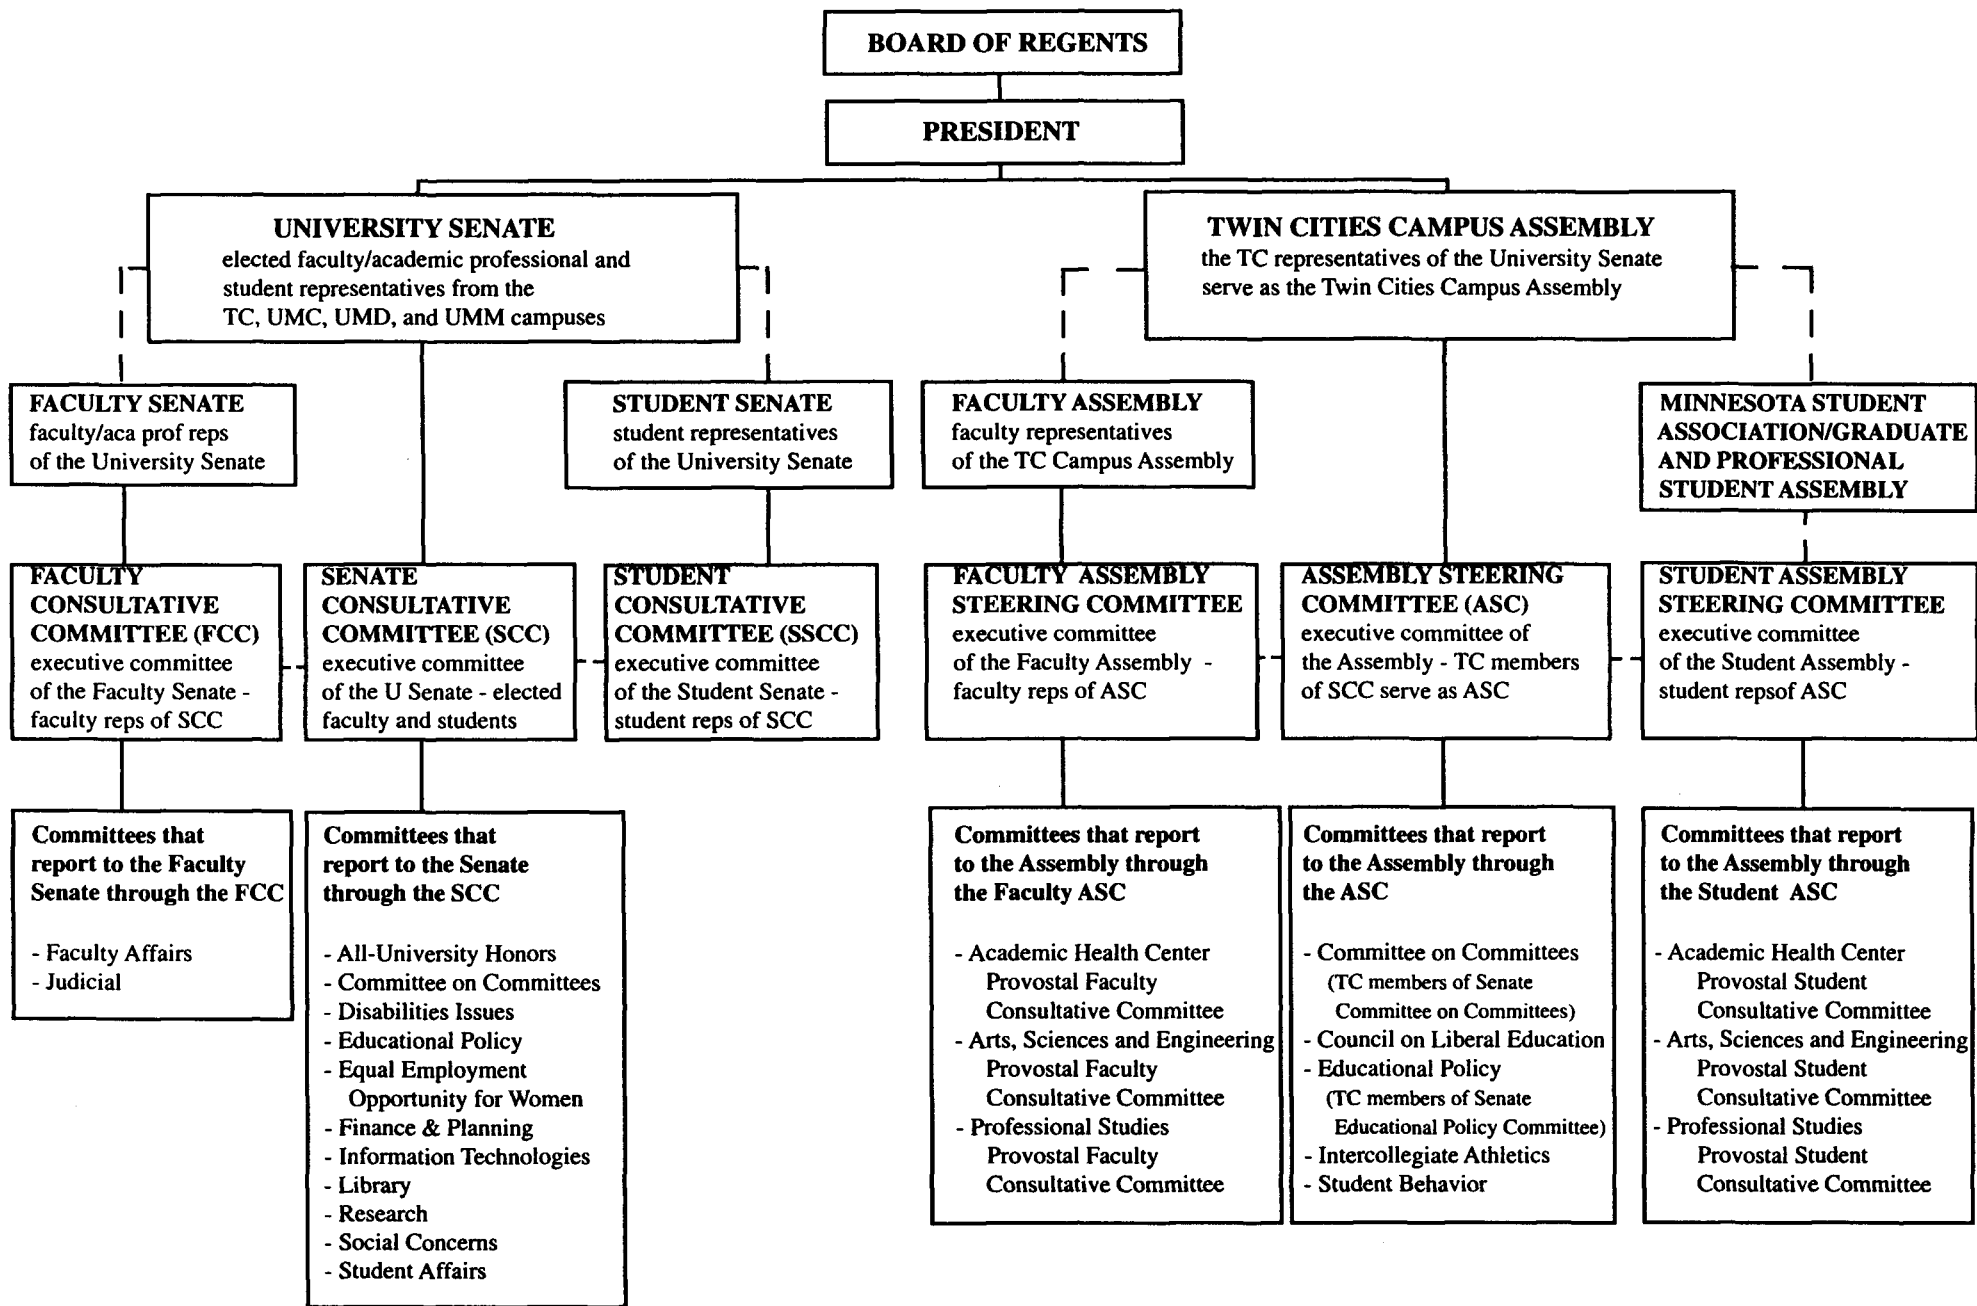 BOARD OF REGENTS
PRESIDENT
UNIVERSITY SENATE
elected faculty/academic professional and
student representatives from the
TC, UMC, UMD, and UMM campuses
TWIN CITIES CAMPUS ASSEMBLY
the TC representatives of the University Senate
serve as the Twin Cities Campus Assembly
FACULTY SENATE
faculty/aca prof reps
of the University Senate
STUDENT SENATE
student representatives
of the University Senate
FACULTY ASSEMBLY
faculty representatives
of the TC Campus Assembly
MINNESOTA STUDENT
ASSOCIATION/GRADUATE
AND PROFESSIONAL
STUDENT ASSEMBLY
FACULTY
CONSULTATIVE
COMMITTEE (FCC)
executive committee
of the Faculty Senate -
faculty reps of SCC
SENATE
CONSULTATIVE
COMMITTEE (SCC)
executive committee
of the U Senate - elected
faculty and students
STUDENT
CONSULTATIVE
COMMITTEE (SSCC)
executive committee
of the Student Senate -
student reps of SCC
FACULTY ASSEMBLY
STEERING COMMITTEE
executive committee
of the Faculty Assembly -
faculty reps of ASC
ASSEMBLY STEERING
COMMITTEE (ASC)
executive committee of
the Assembly - TC members
of SCC serve as ASC
STUDENT ASSEMBLY
STEERING COMMITTEE
executive committee
of the Student Assembly -
student repsof ASC
Committees that
report to the Faculty
Senate through the FCC
- Faculty Affairs
- Judicial
Committees that
report to the Senate
through the SCC
- All-University Honors
- Committee on Committees
- Disabilities Issues
- Educational Policy
- Equal Employment
Opportunity for Women
- Finance & Planning
- Information Technologies
- Library
- Research
- Social Concerns
- Student Affairs
Committees that report
to the Assembly through
the Faculty ASC
- Academic Health Center
Provostal Faculty
Consultative Committee
- Arts, Sciences and Engineering
Provostal Faculty
Consultative Committee
- Professional Studies
Provostal Faculty
Consultative Committee
Committees that report
to the Assembly through
the ASC
- Committee on Committees
(TC members of Senate
Committee on Committees)
- Council on Liberal Education
- Educational Policy
(TC members of Senate
Educational Policy Committee)
- Intercollegiate Athletics
- Student Behavior
Committees that report
to the Assembly through
the Student ASC
- Academic Health Center
Provostal Student
Consultative Committee
- Arts, Sciences and Engineering
Provostal Student
Consultative Committee
- Professional Studies
Provostal Student
Consultative Committee